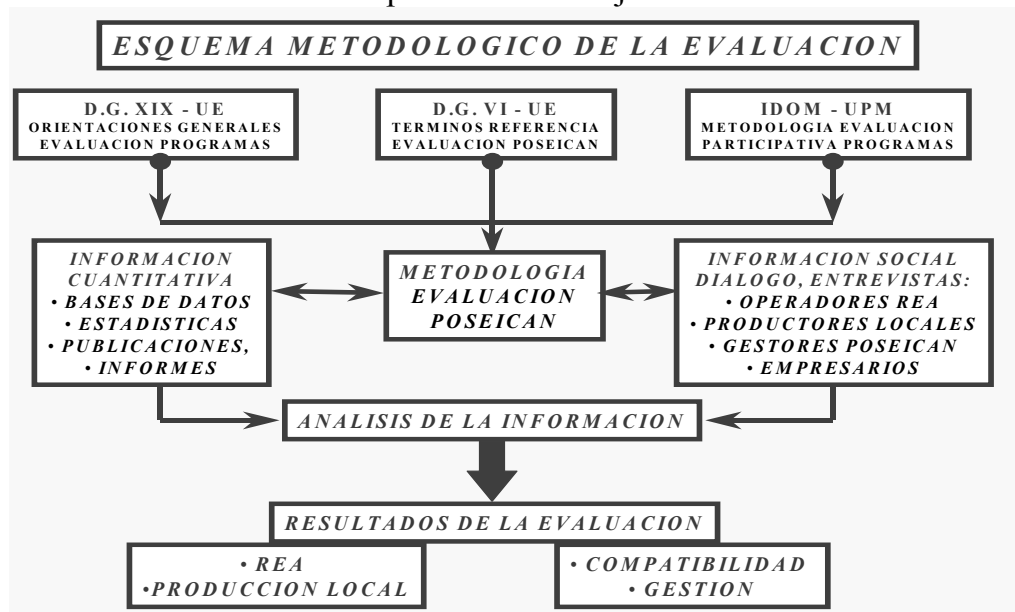 ESQUEMA METODOLOGICO DE LA EVALUACION
D.G. XIX - UE
ORIENTACIONES GENERALES
EVALUACION PROGRAMAS
D.G. VI - UE
TERMINOS REFERENCIA
EVALUACION POSEICAN
IDOM - UPM
METODOLOGIA EVALUACION
PARTICIPATIVA PROGRAMAS
INFORMACION
CUANTITATIVA
• BASES DE DATOS
• ESTADISTICAS
• PUBLICACIONES,
• INFORMES
METODOLOGIA
EVALUACION
POSEICAN
INFORMACION SOCIAL
DIALOGO, ENTREVISTAS:
• OPERADORES REA
• PRODUCTORES LOCALES
• GESTORES POSEICAN
• EMPRESARIOS
ANALISIS DE LA INFORMACION
RESULTADOS DE LA EVALUACION
• REA
•PRODUCCION LOCAL
• COMPATIBILIDAD
• GESTION